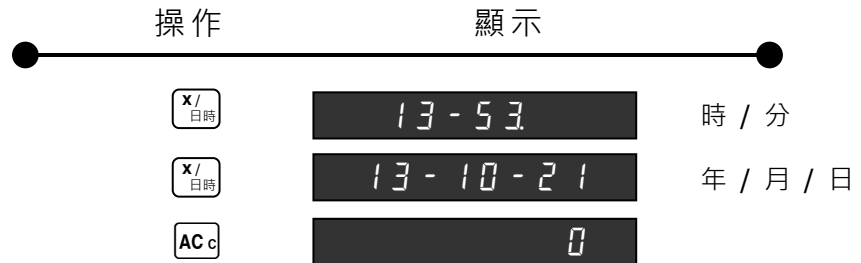 操作 顯示
x/日時 13-53. 時 / 分
x/日時 13-10-21 年 / 月 / 日
AC c 0